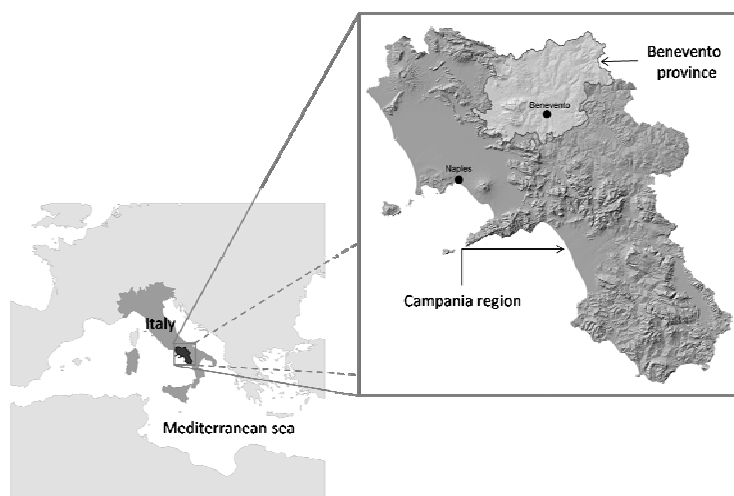 Benevento
province
Benevento
Naples
Campania region
Italy
Mediterranean sea